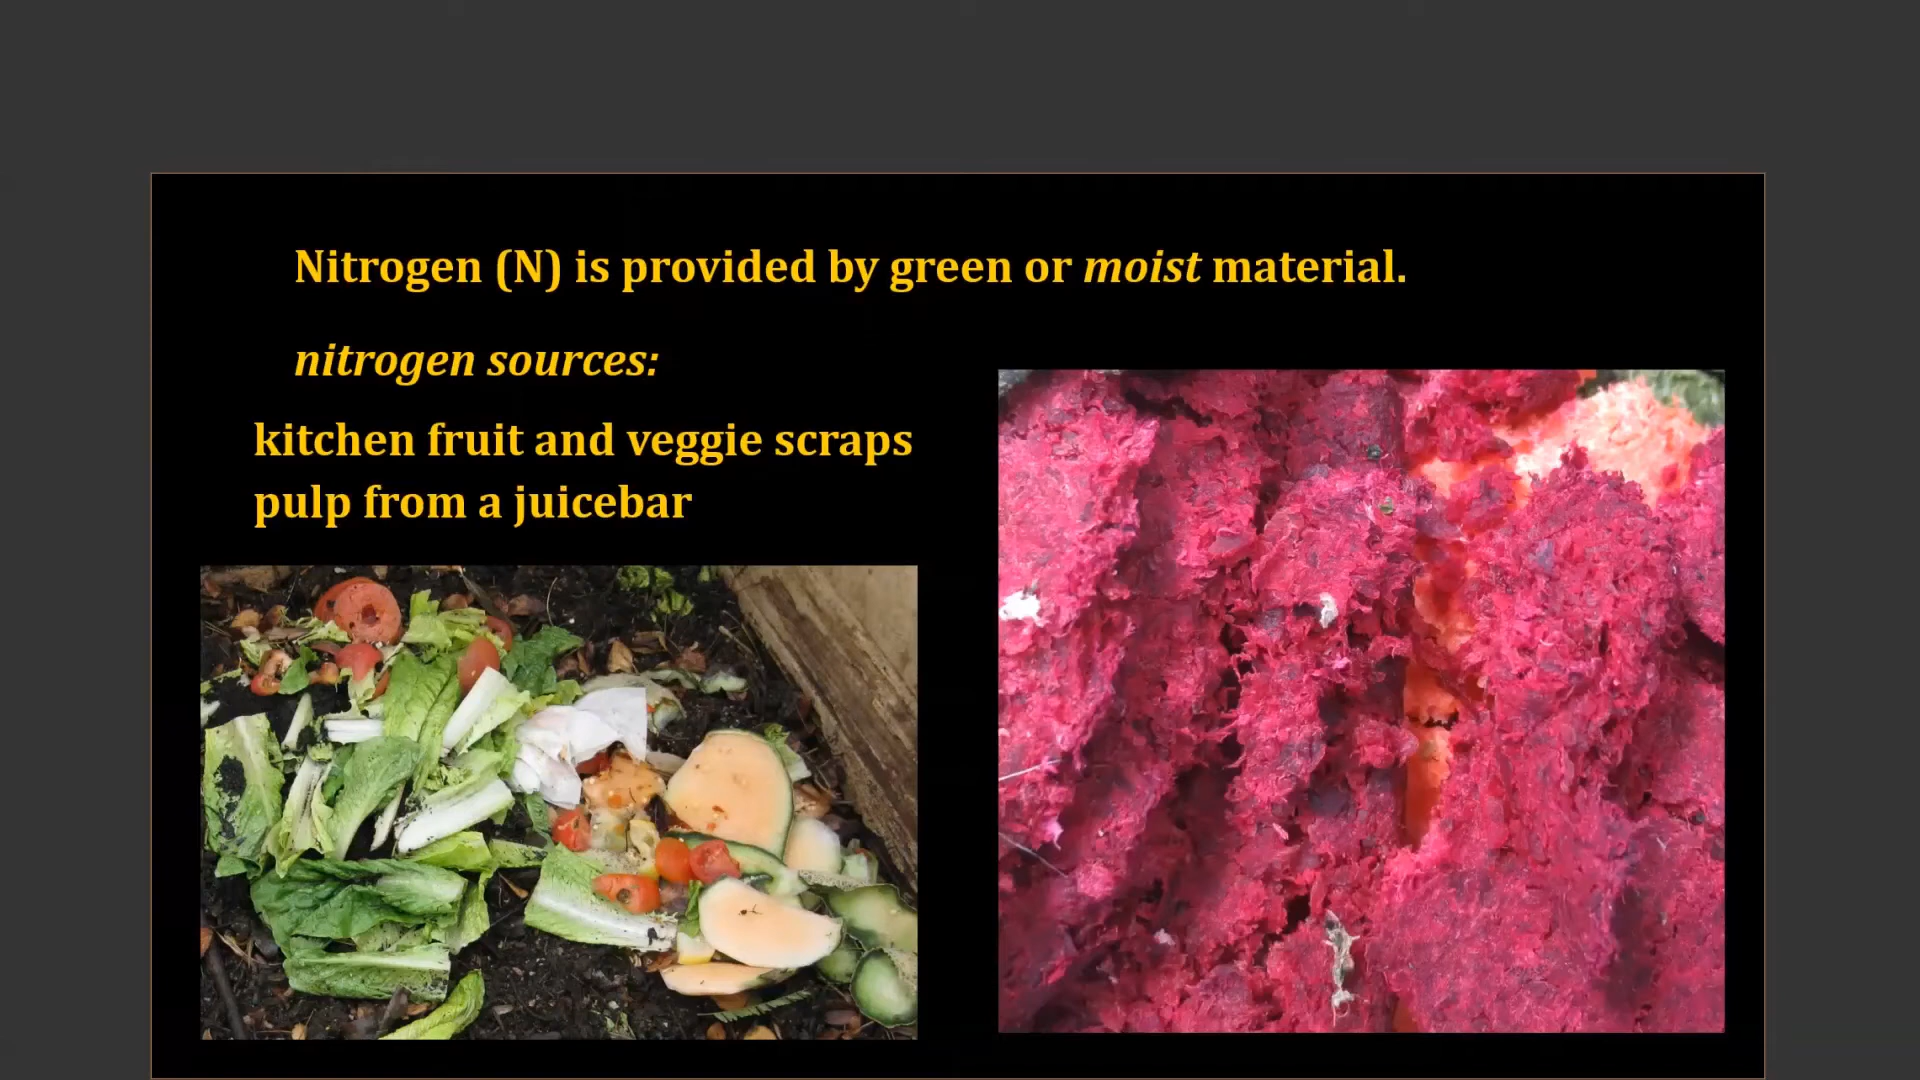 Nitrogen (N) is provided by green or moist material.
nitrogen sources:
kitchen fruit and veggie scraps
pulp from a juicebar